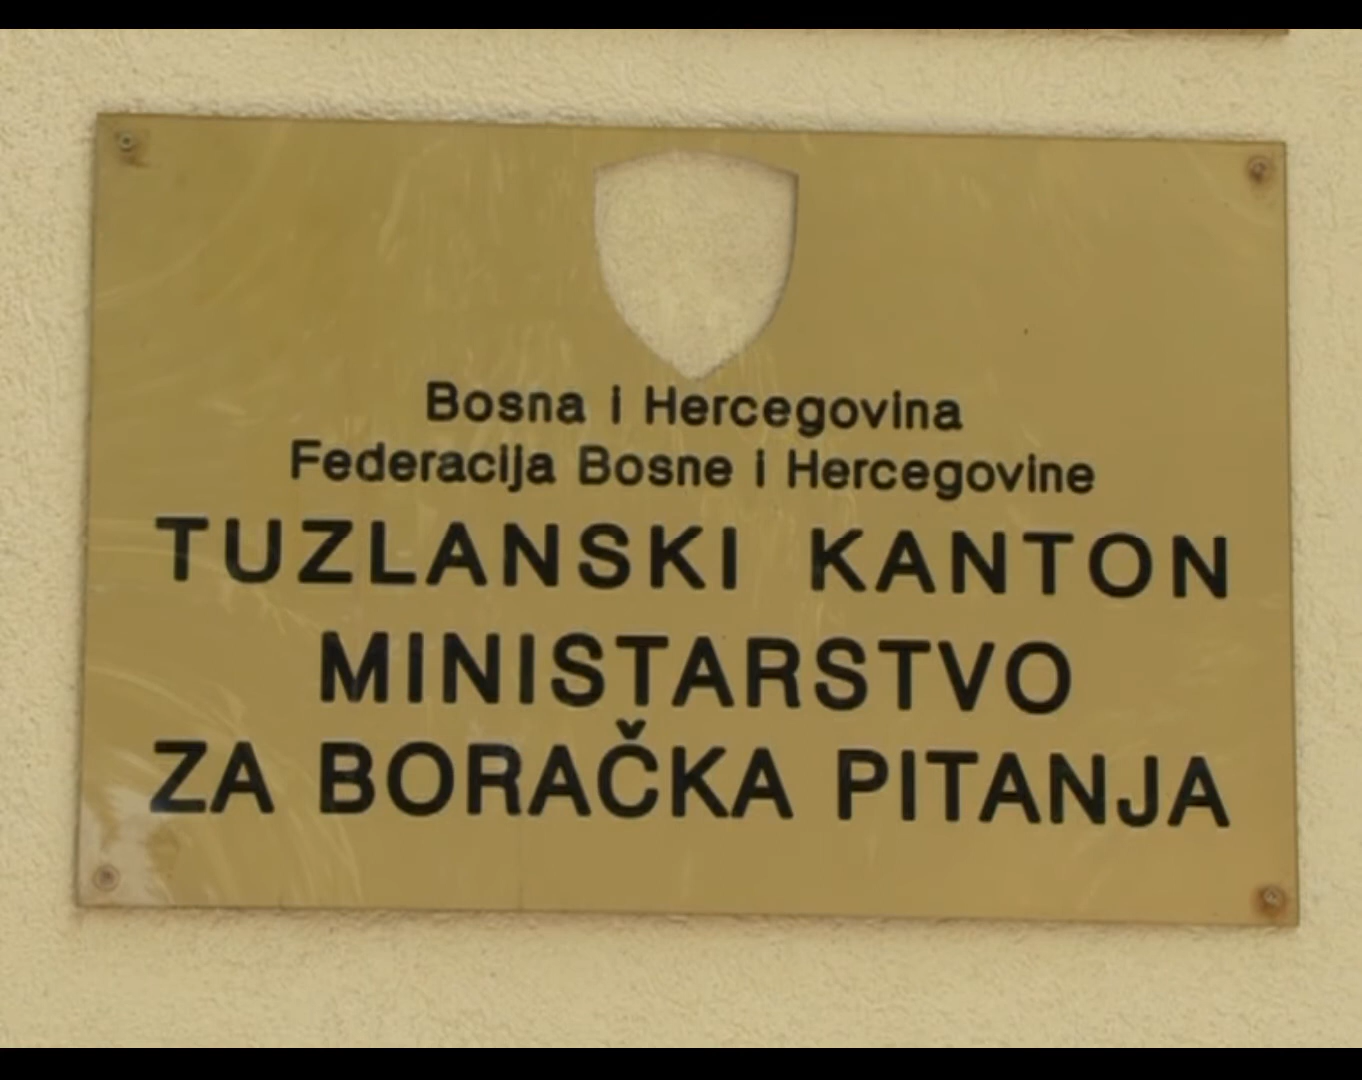 Bosna i Hercegovina
Federacija Bosne i Hercegovine
TUZLANSKI KANTON
MINISTARSTVO
ZA BORAČKA PITANJA